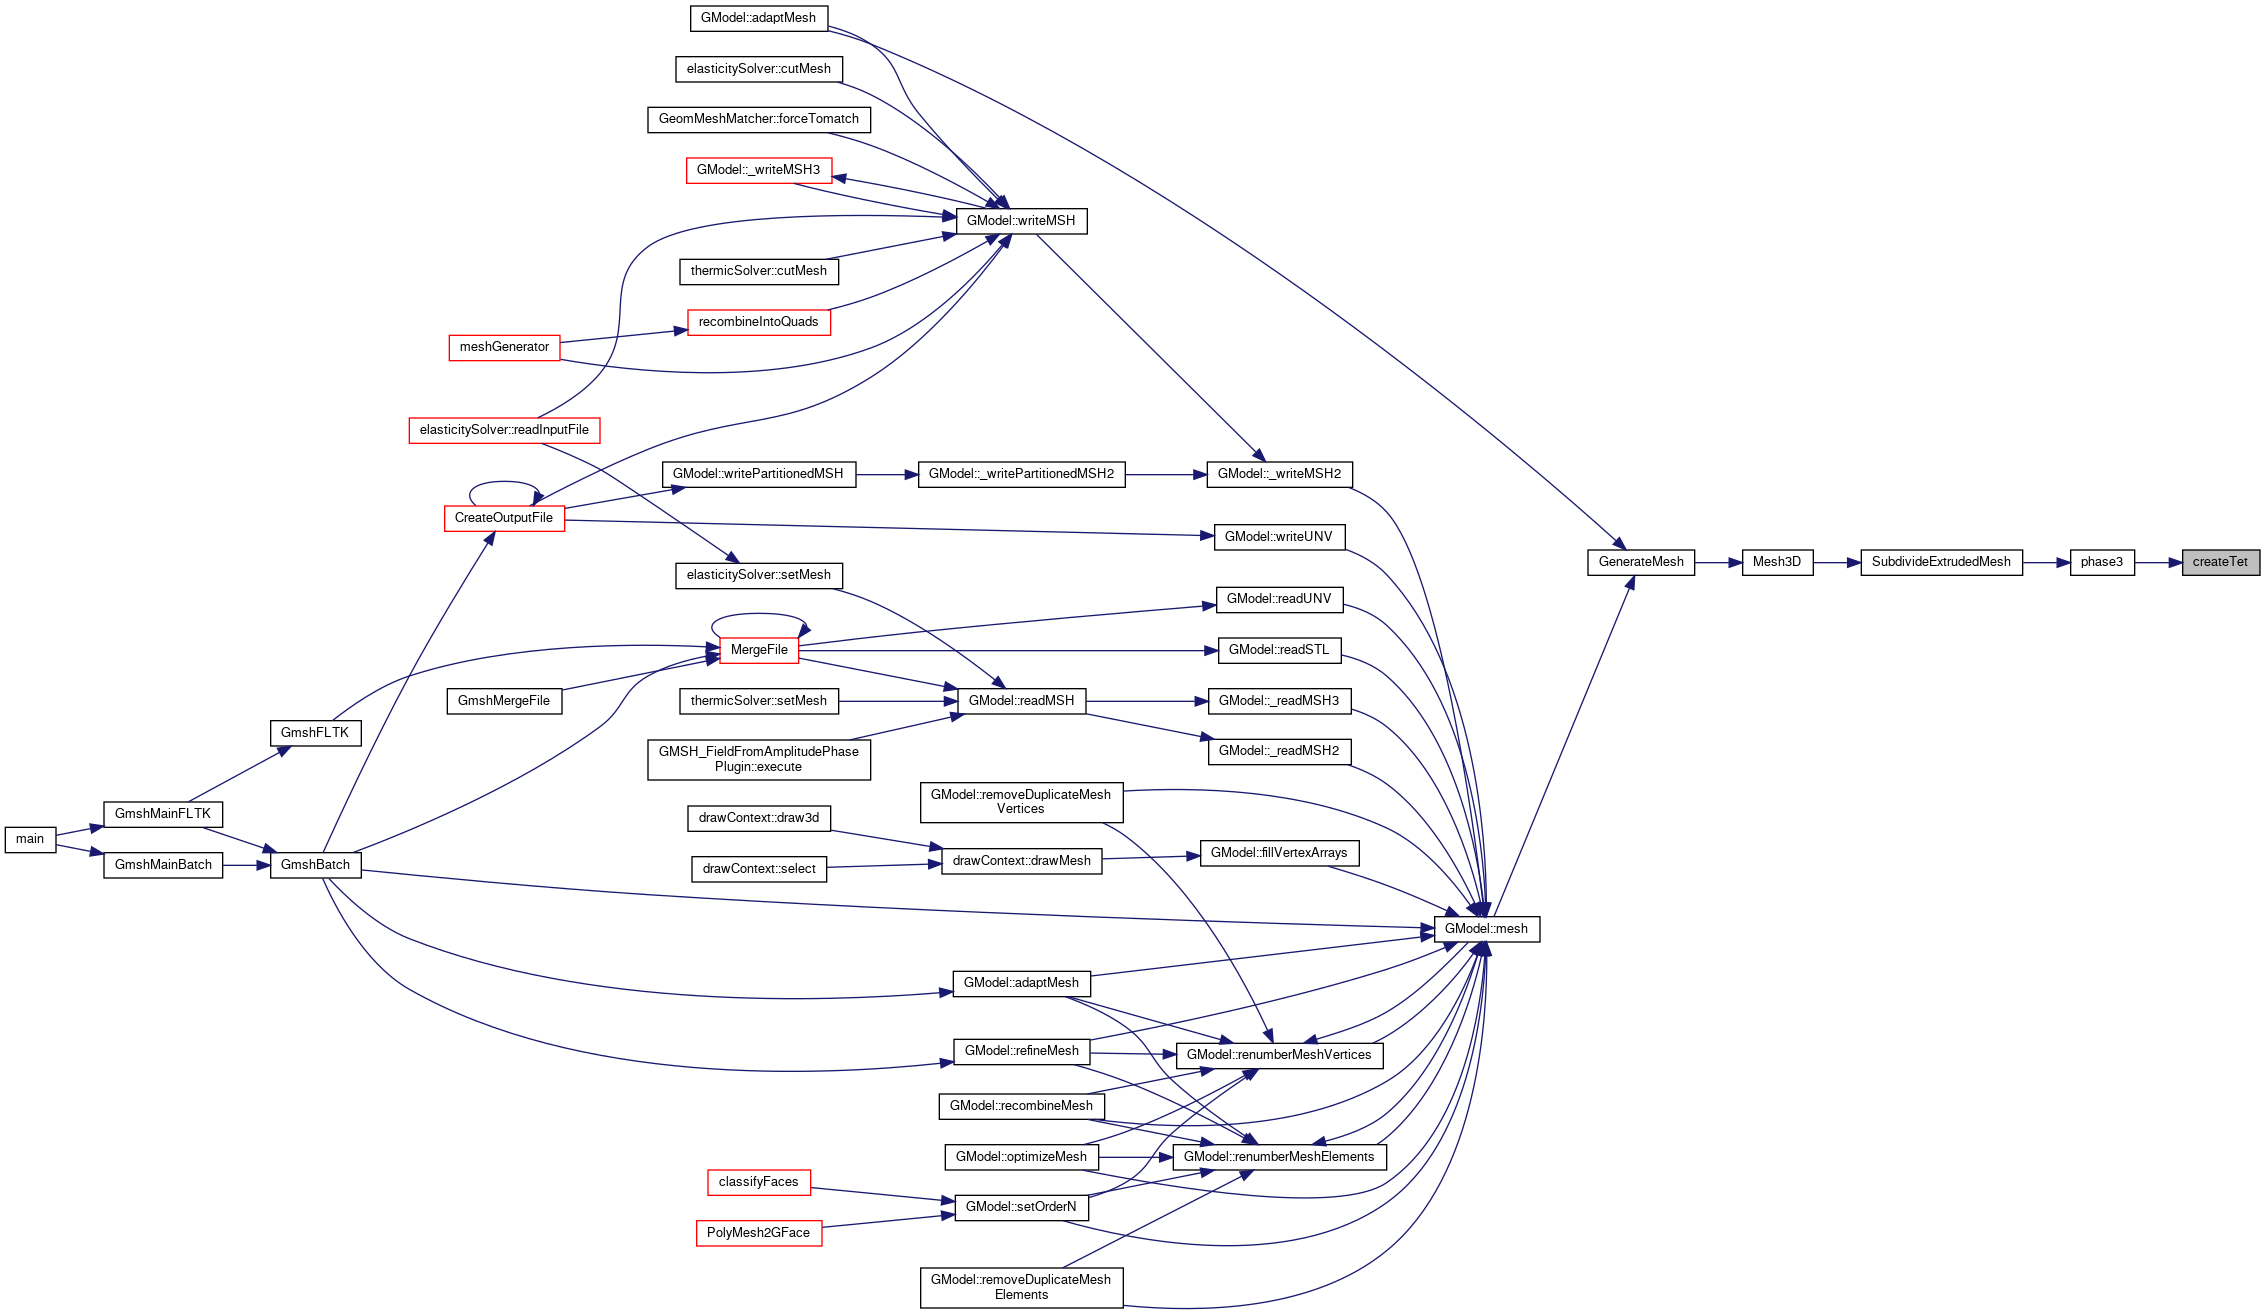 GModel::adaptMesh
elasticitySolver::cutMesh
GeomMeshMatcher::forceTomatch
GModel::_writeMSH3
GModel::writeMSH
thermicSolver::cutMesh
recombineIntoQuads
meshGenerator
elasticitySolver::readInputFile
GModel::writePartitionedMSH
GModel::_writePartitionedMSH2
GModel::_writeMSH2
CreateOutputFile
GModel::writeUNV
GenerateMesh
Mesh3D
SubdivideExtrudedMesh
phase3
createTet
elasticitySolver::setMesh
GModel::readUNV
MergeFile
GModel::readSTL
GmshMergeFile
thermicSolver::setMesh
GModel::readMSH
GModel::_readMSH3
GmshFLTK
GMSH_FieldFromAmplitudePhase
Plugin::execute
GModel::_readMSH2
GModel::removeDuplicateMesh
Vertices
GmshMainFLTK
drawContext::draw3d
main
GModel::fillVertexArrays
GmshMainBatch
GmshBatch
drawContext::select
drawContext::drawMesh
GModel::mesh
GModel::adaptMesh
GModel::refineMesh
GModel::renumberMeshVertices
GModel::recombineMesh
GModel::optimizeMesh
GModel::renumberMeshElements
classifyFaces
GModel::setOrderN
PolyMesh2GFace
GModel::removeDuplicateMesh
Elements